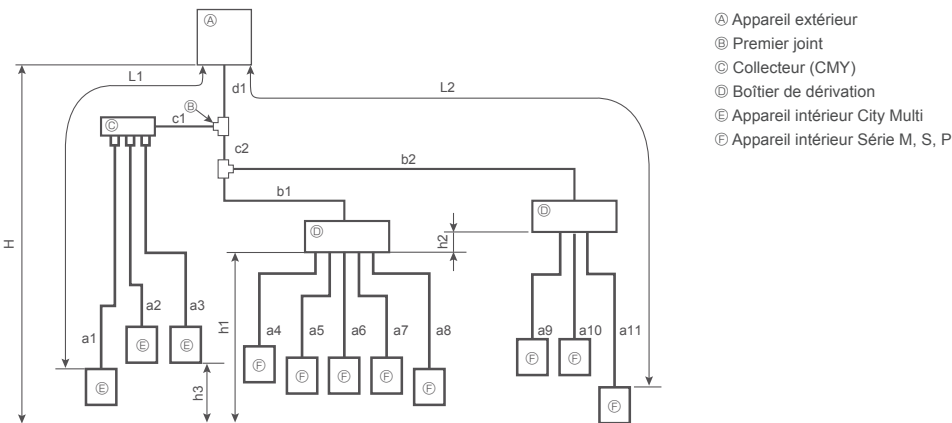 Ⓐ
Ⓐ Appareil extérieur
Ⓑ Premier joint
Ⓒ Collecteur (CMY)
Ⓓ Boîtier de dérivation
Ⓔ Appareil intérieur City Multi
Ⓕ Appareil intérieur Série M, S, P
L1
d1
L2
Ⓑ
c1
Ⓒ
c2
b2
b1
Ⓓ
Ⓓ
H
h2
h1
a1
a2
a3
a4
a5
a6
a7
a8
a9
a10
a11
Ⓔ
Ⓔ
Ⓔ
Ⓕ
Ⓕ
Ⓕ
Ⓕ
Ⓕ
Ⓕ
Ⓕ
Ⓕ
h3